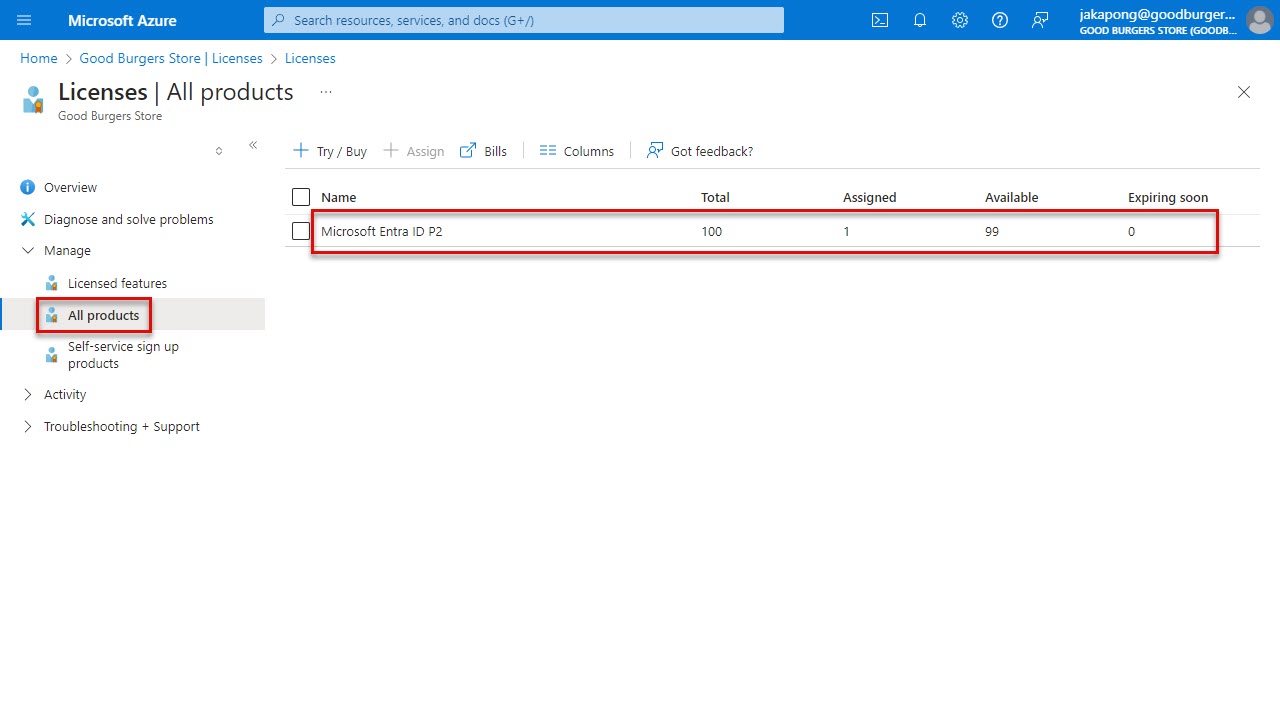 Microsoft Azure
Search resources, services, and docs (G+/)
jakapong@goodburger...
GOOD BURGERS STORE (GOODB...
Home > Good Burgers Store | Licenses > Licenses
Licenses | All products ...
Good Burgers Store
Overview
Diagnose and solve problems
Manage
Licensed features
All products
Self-service sign up
products
Activity
Troubleshooting + Support
Try / Buy Assign Bills Columns Got feedback?
Name Total Assigned Available Expiring soon
Microsoft Entra ID P2 100 1 99 0